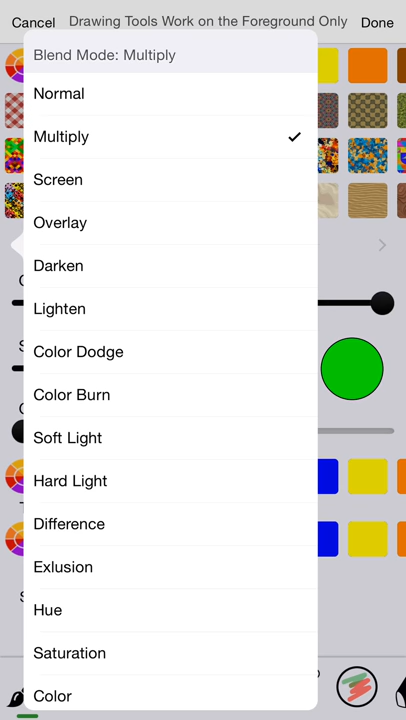 Cancel Drawing Tools Work on the Foreground Only Done
Blend Mode: Multiply
Normal
Multiply
Screen
Overlay
Darken
Lighten
Color Dodge
Color Burn
Soft Light
Hard Light
Difference
Exlusion
Hue
Saturation
Color